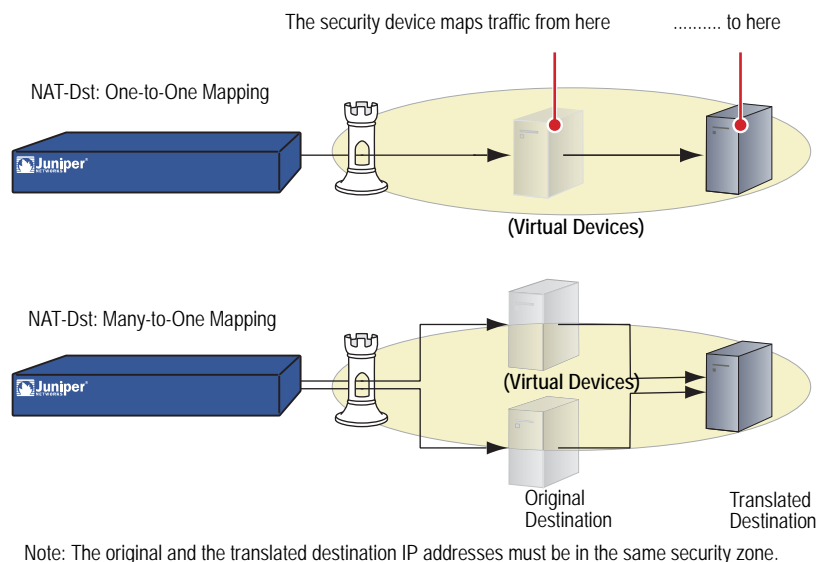 The security device maps traffic from here .......... to here
NAT-Dst: One-to-One Mapping
Juniper®
NETWORKS
(Virtual Devices)
NAT-Dst: Many-to-One Mapping
Juniper®
NETWORKS
(Virtual Devices)
Original
Destination
Translated
Destination
Note: The original and the translated destination IP addresses must be in the same security zone.